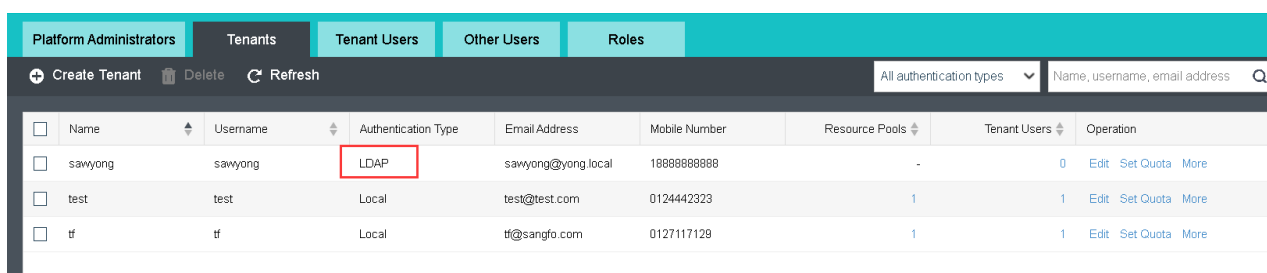 Platform Administrators Tenants Tenant Users Other Users Roles
Create Tenant Delete Refresh All authentication types Name, username, email address
Name Username Authentication Type Email Address Mobile Number Resource Pools Tenant Users Operation
sawyong sawyong LDAP sawyong@yong.local 18888888888 - 0 Edit Set Quota More
test test Local test@test.com 0124442323 1 1 Edit Set Quota More
tf tf Local tf@sangfo.com 0127117129 1 1 Edit Set Quota More